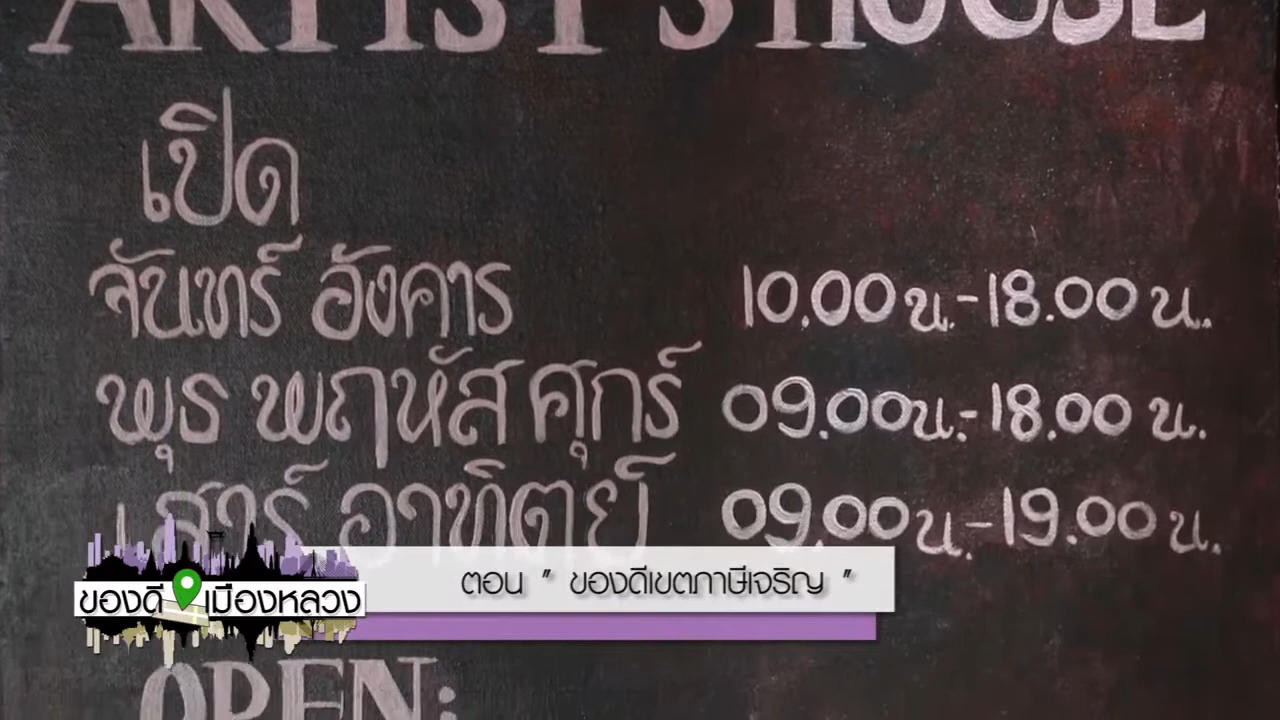 ARTIST'S HOUSE
เปิด
จันทร์ อังคาร 10.00 น.-18.00 น.
พุธ พฤหัส ศุกร์ 09.00น.-18.00 น.
เสาร์ อาทิตย์ 09.00น.-19.00 น.
ตอน " ของดีเขตภาษีเจริญ "
ของดี เมืองหลวง
OPEN: